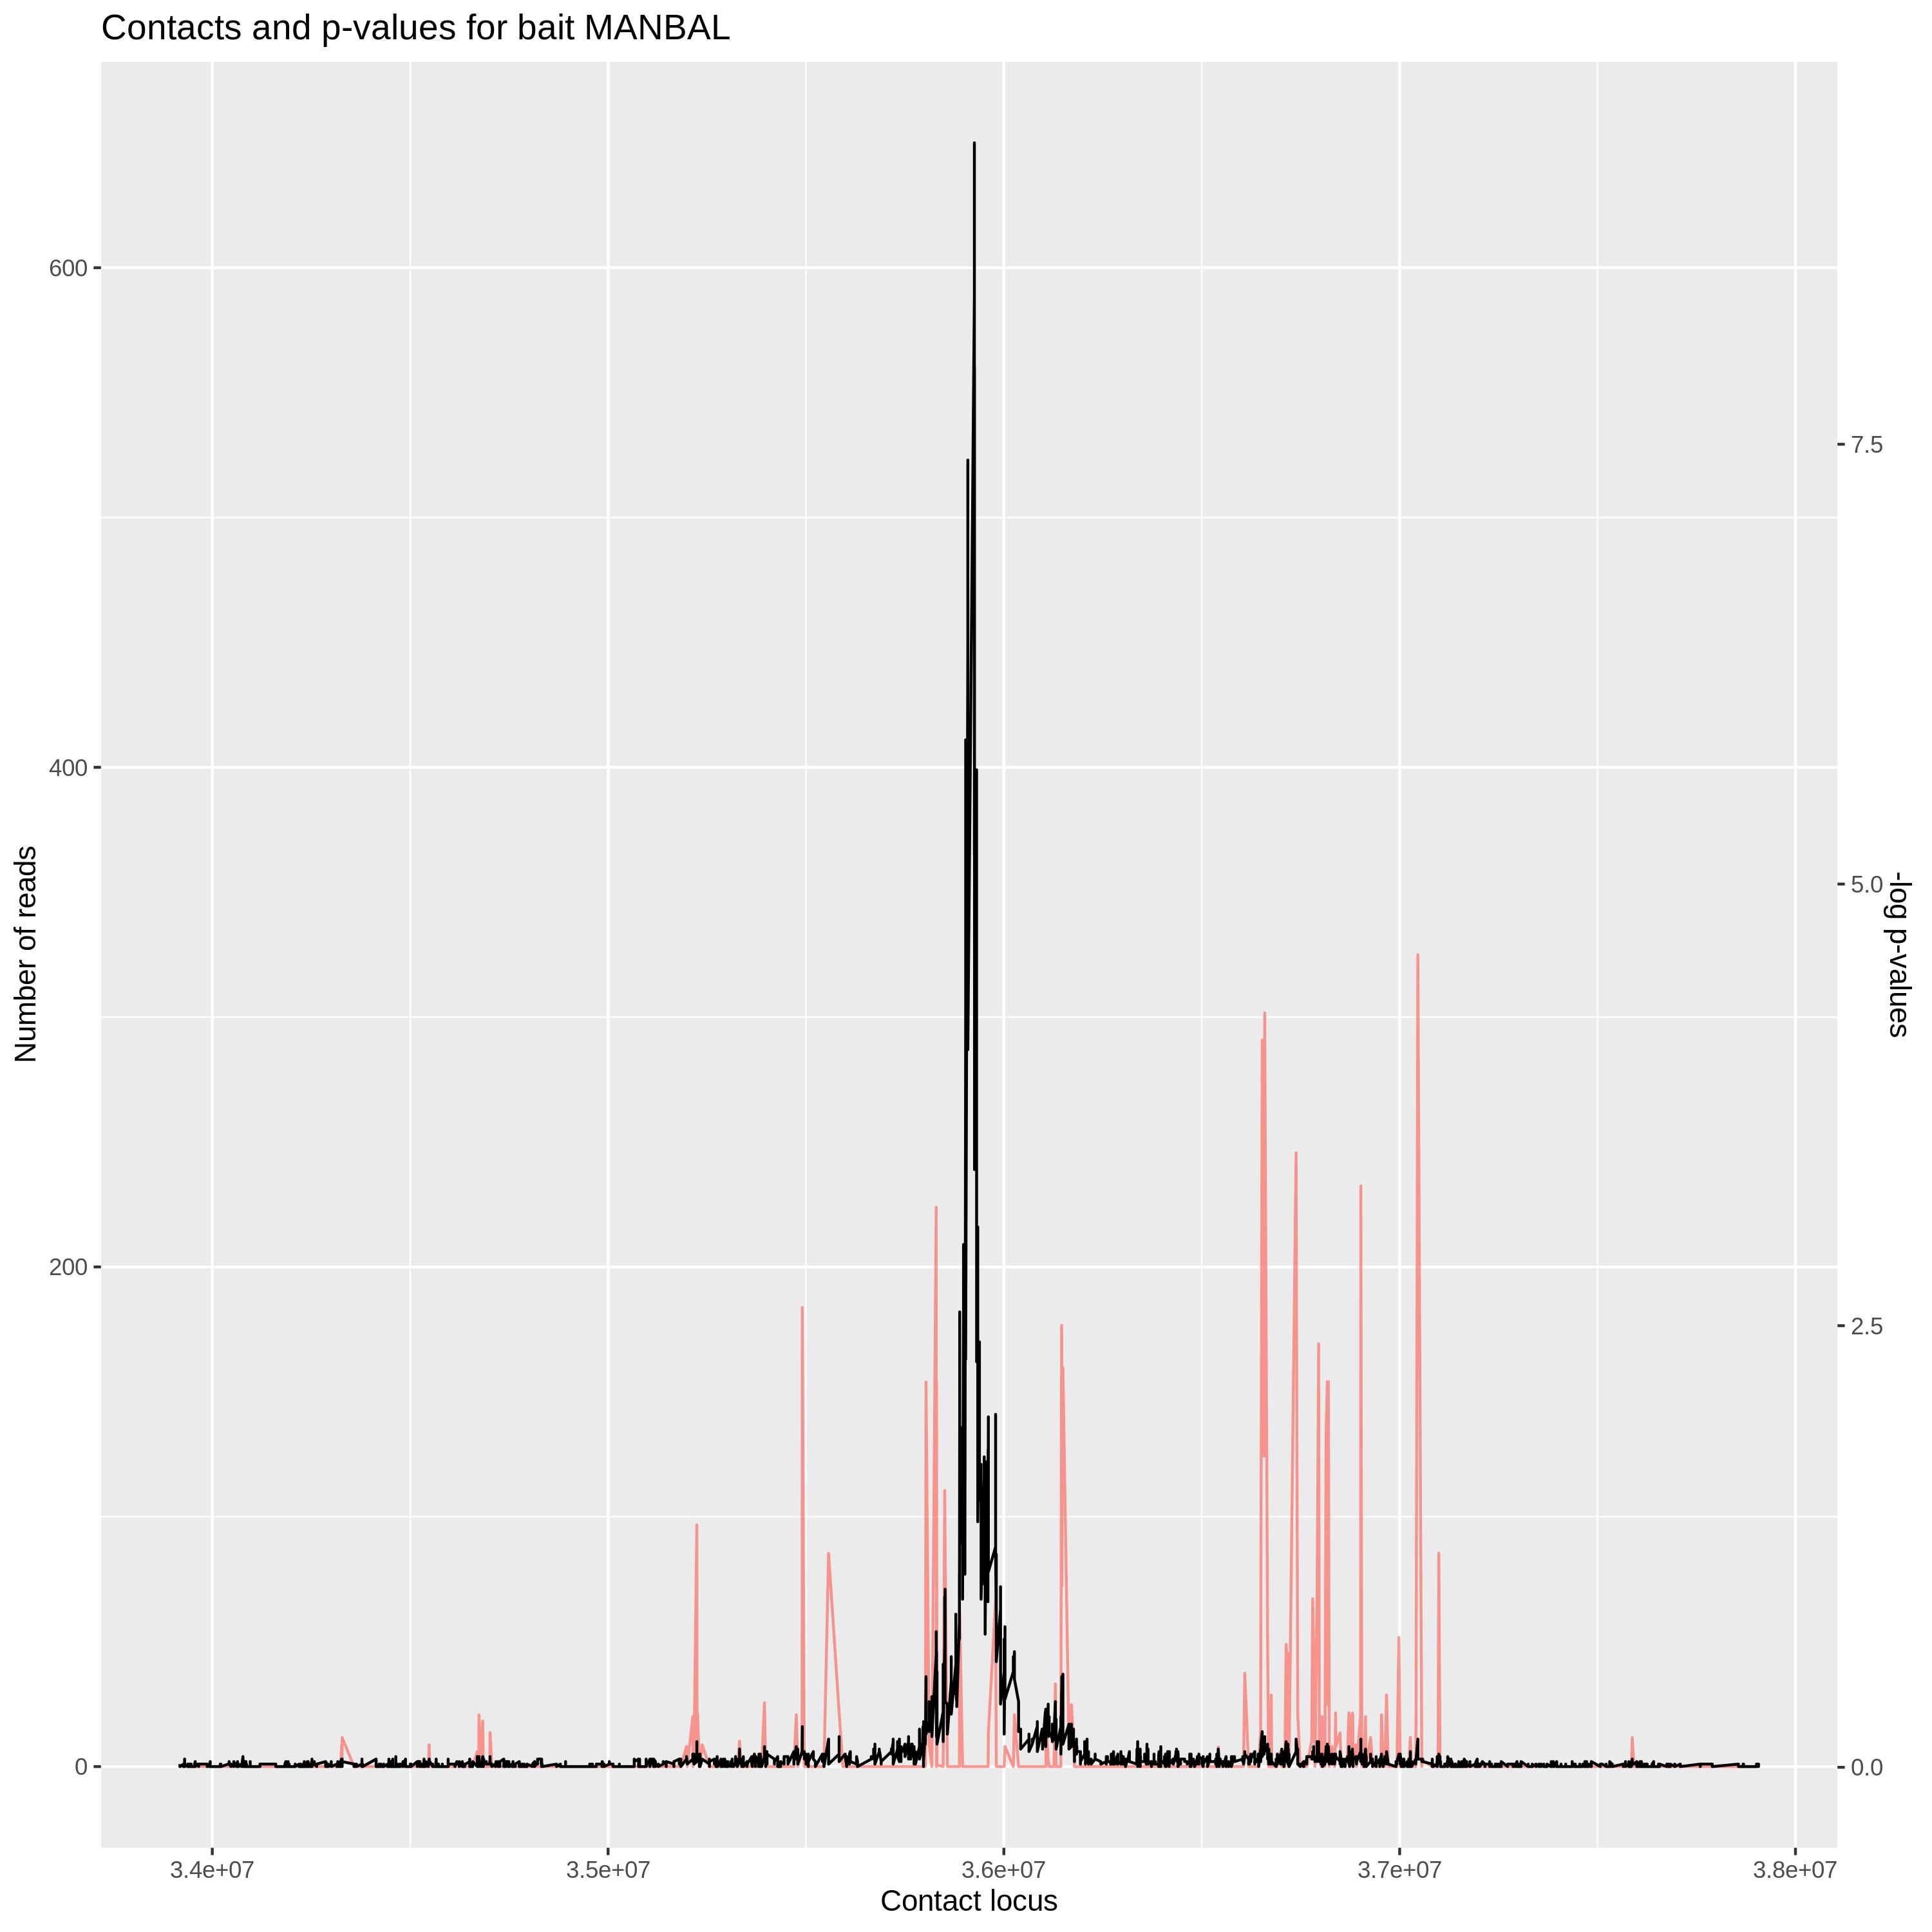 Contacts and p-values for bait MANBAL
Number of reads
600
400
200
0
7.5
5.0
2.5
0.0
-log p-values
3.4e+07 3.5e+07 3.6e+07 3.7e+07 3.8e+07
Contact locus